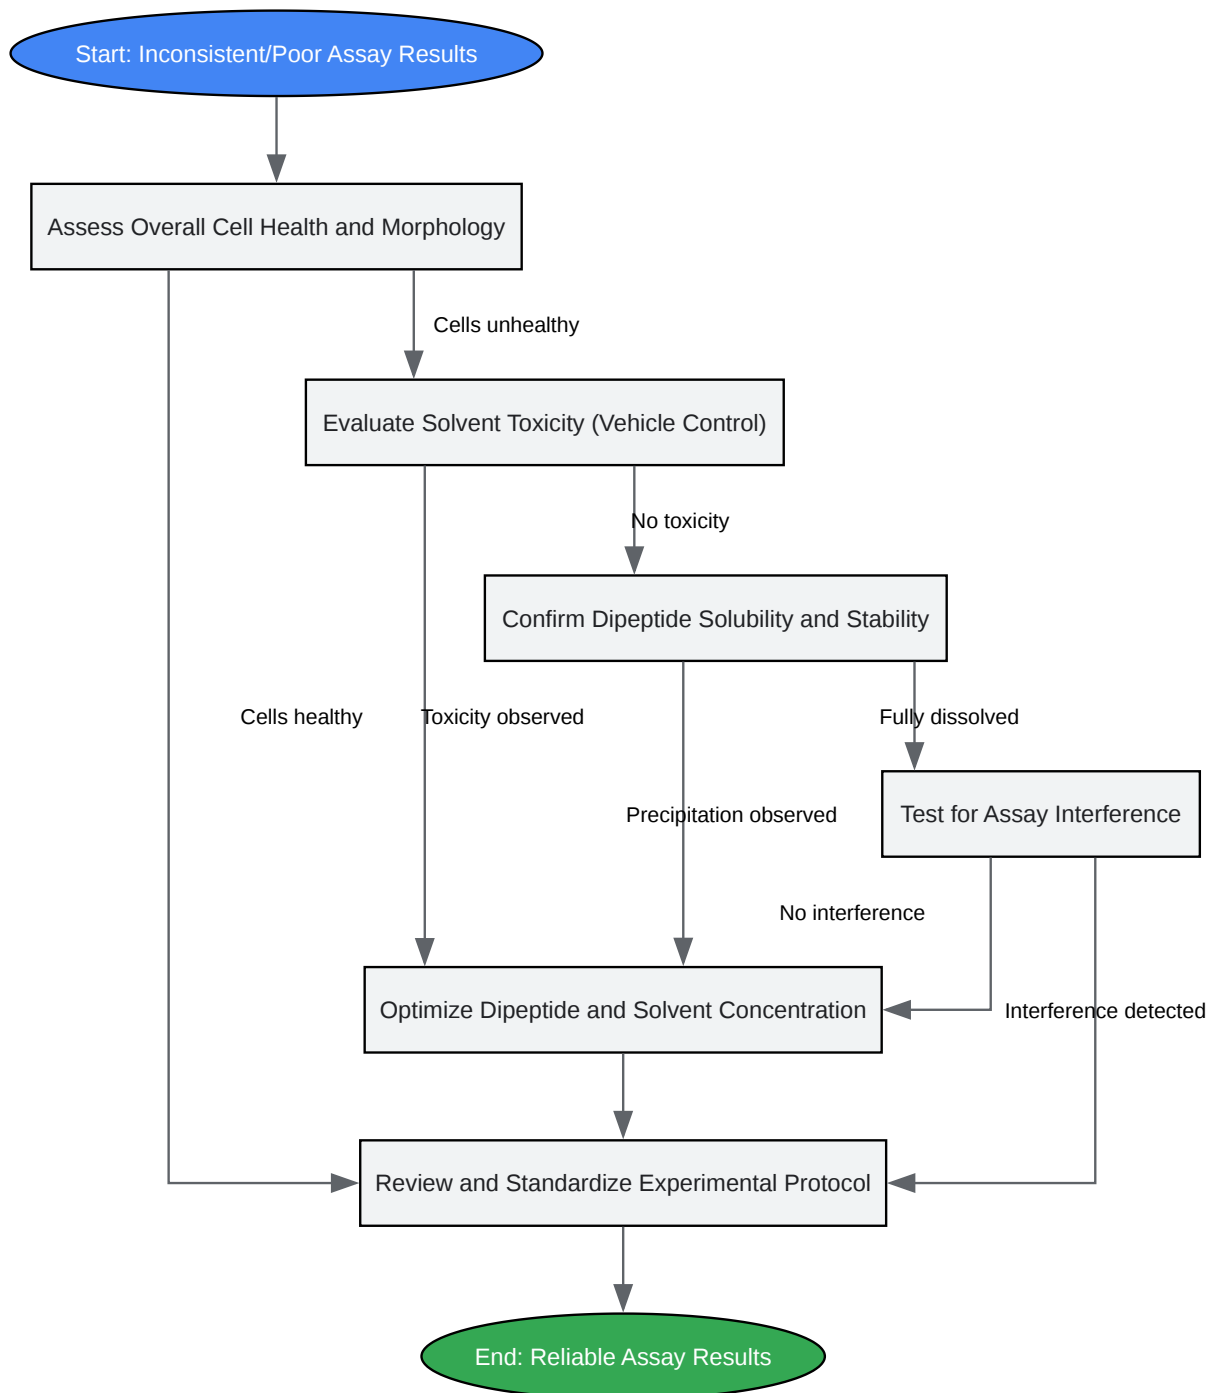 Start: Inconsistent/Poor Assay Results
Assess Overall Cell Health and Morphology
Cells unhealthy
Evaluate Solvent Toxicity (Vehicle Control)
No toxicity
Confirm Dipeptide Solubility and Stability
Cells healthy
Toxicity observed
Fully dissolved
Precipitation observed
Test for Assay Interference
No interference
Optimize Dipeptide and Solvent Concentration
Interference detected
Review and Standardize Experimental Protocol
End: Reliable Assay Results